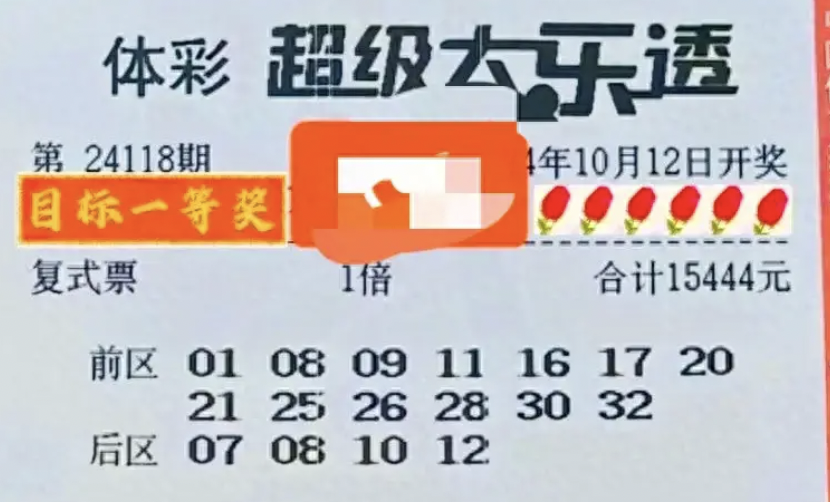 体彩 超级大乐透
第 24118期 4年10月12日开奖
目标一等奖
复式票 1倍 合计15444元
前区 01 08 09 11 16 17 20
21 25 26 28 30 32
后区 07 08 10 12